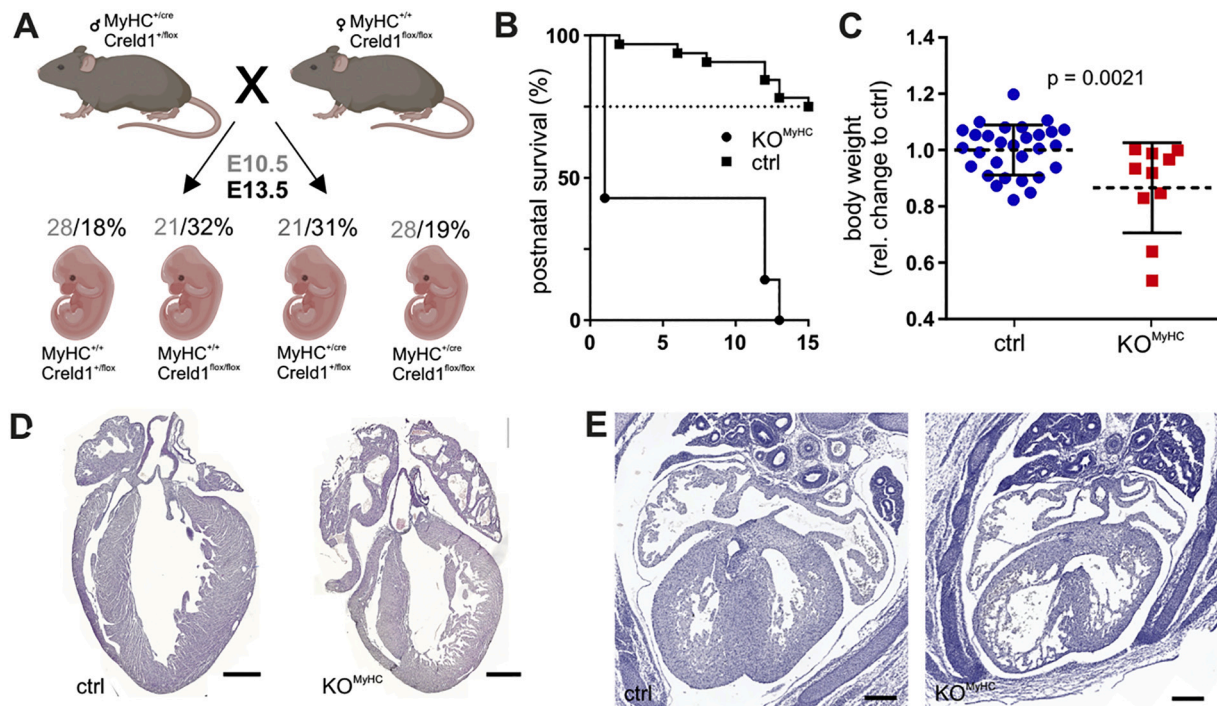 A
♂ MyHC+/cre
Creld1+/flox
♀ MyHC+/+
Creld1flox/flox
X
E10.5
E13.5
28/18%
21/32%
21/31%
28/19%
MyHC+/+
Creld1+/flox
MyHC+/+
Creld1flox/flox
MyHC+/cre
Creld1+/flox
MyHC+/cre
Creld1flox/flox
B
postnatal survival (%)
100
50
0
0 5 10 15
KOMyHC
ctrl
C
body weight
(rel. change to ctrl)
1.4
1.2
1.0
0.8
0.6
0.4
p = 0.0021
ctrl
KOMyHC
D
ctrl
KOMyHC
E
ctrl
KOMyHC